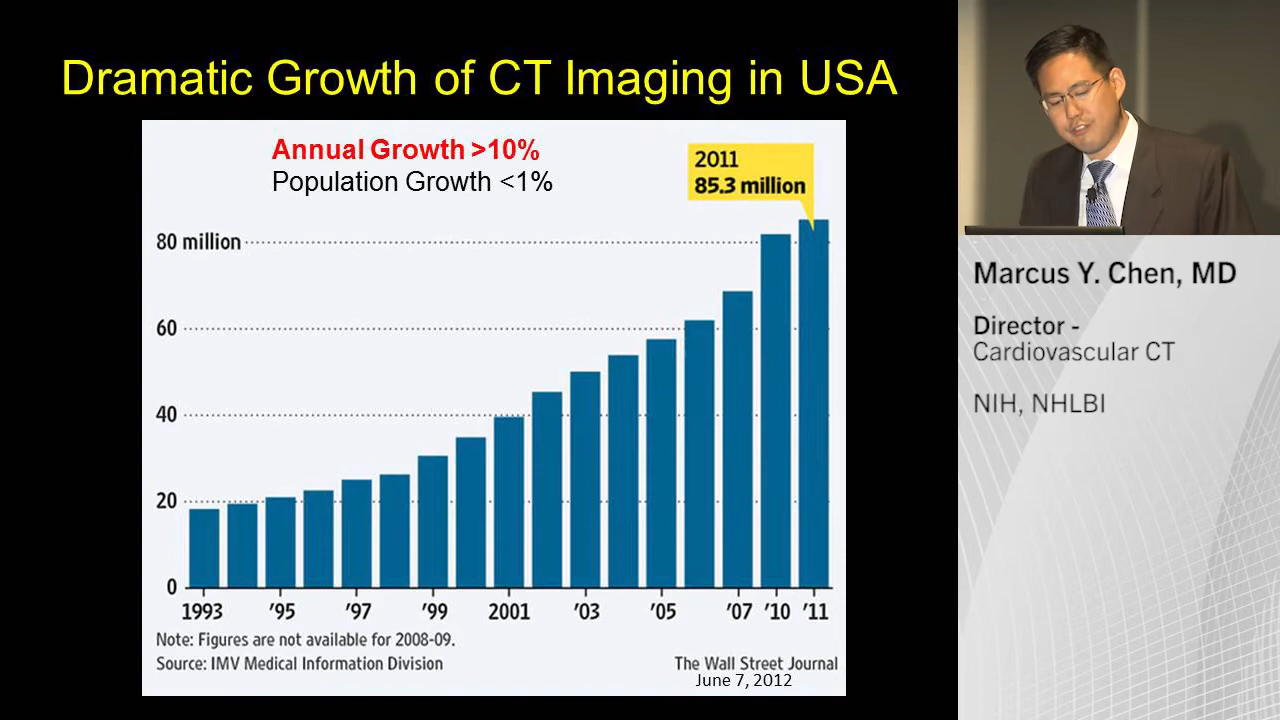 Dramatic Growth of CT Imaging in USA
Annual Growth >10%
Population Growth <1%
2011
85.3 million
80 million
60
40
20
0
1993 '95 '97 '99 2001 '03 '05 '07 '10 '11
Note: Figures are not available for 2008-09.
Source: IMV Medical Information Division
The Wall Street Journal
June 7, 2012
Marcus Y. Chen, MD
Director -
Cardiovascular CT
NIH, NHLBI